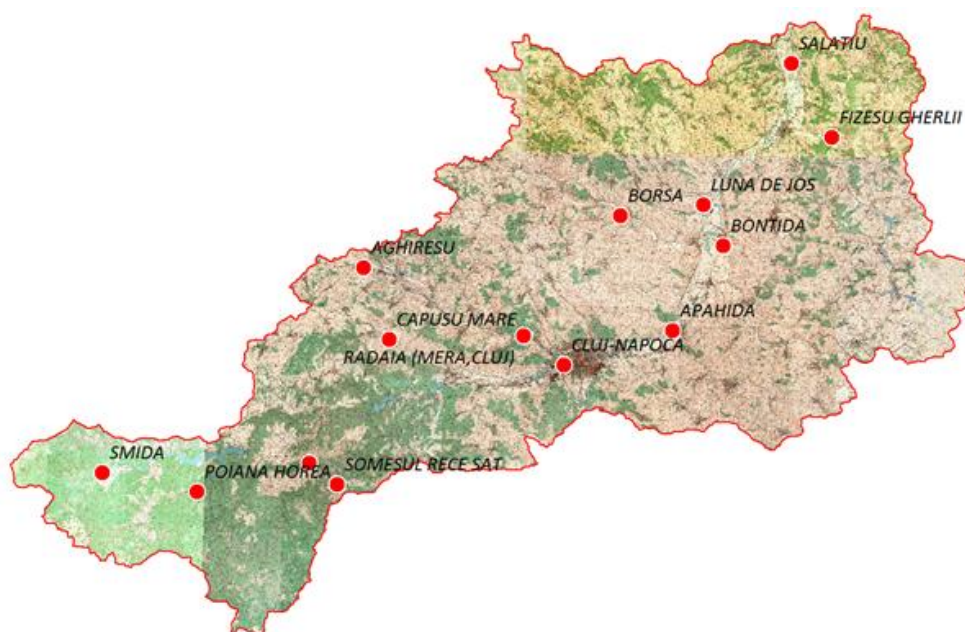 SALATIU
FIZESU GHERLII
LUNA DE JOS
BORSA
BONTIDA
AGHIRESU
APAHIDA
CAPUSU MARE
CLUJ-NAPOCA
RADAIA (MERA,CLUJ)
SMIDA
SOMESUL RECE SAT
POIANA HOREA